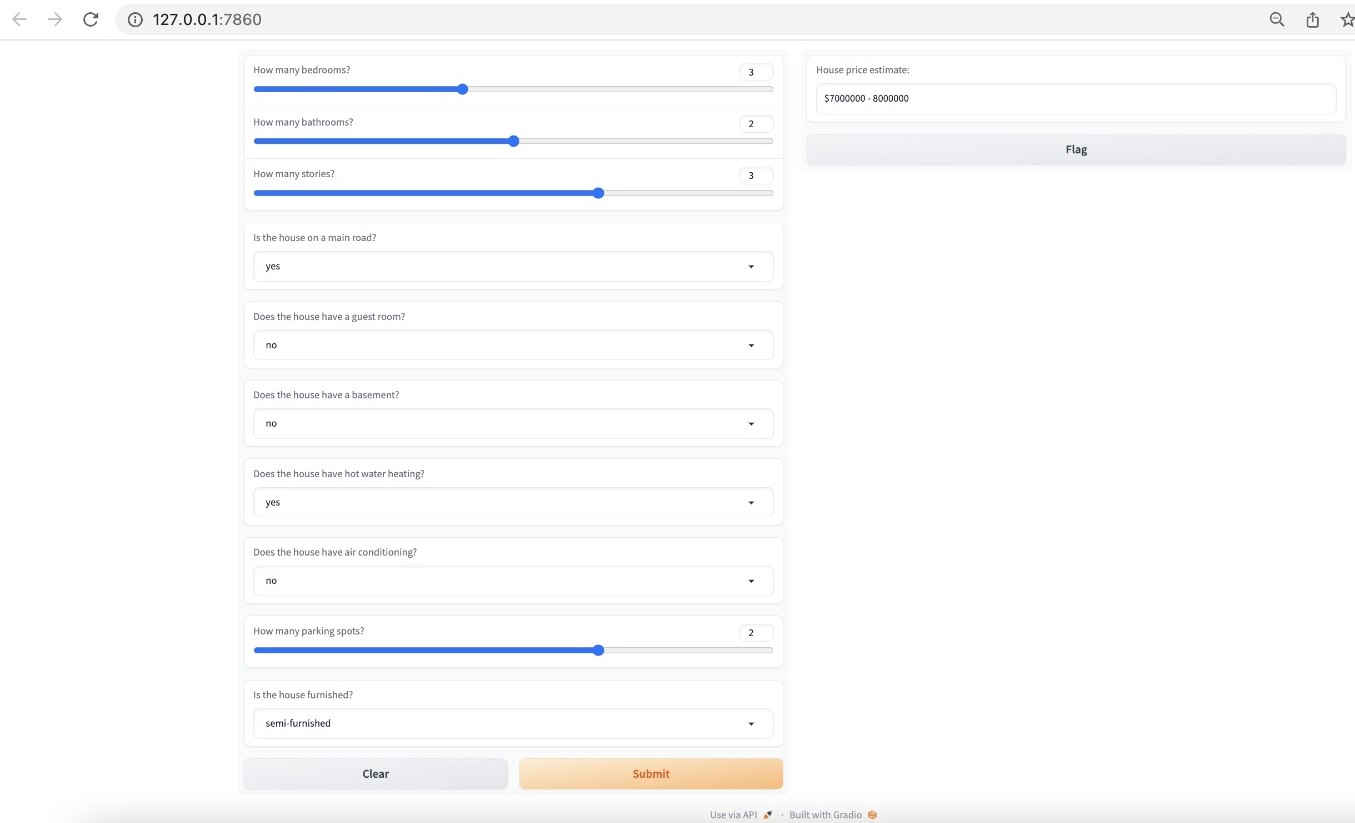 127.0.0.1:7860
How many bedrooms?
3
How many bathrooms?
2
How many stories?
3
Is the house on a main road?
yes
Does the house have a guest room?
no
Does the house have a basement?
no
Does the house have hot water heating?
yes
Does the house have air conditioning?
no
How many parking spots?
2
Is the house furnished?
semi-furnished
Clear
Submit
House price estimate:
$7000000 - 8000000
Flag
Use via API · Built with Gradio